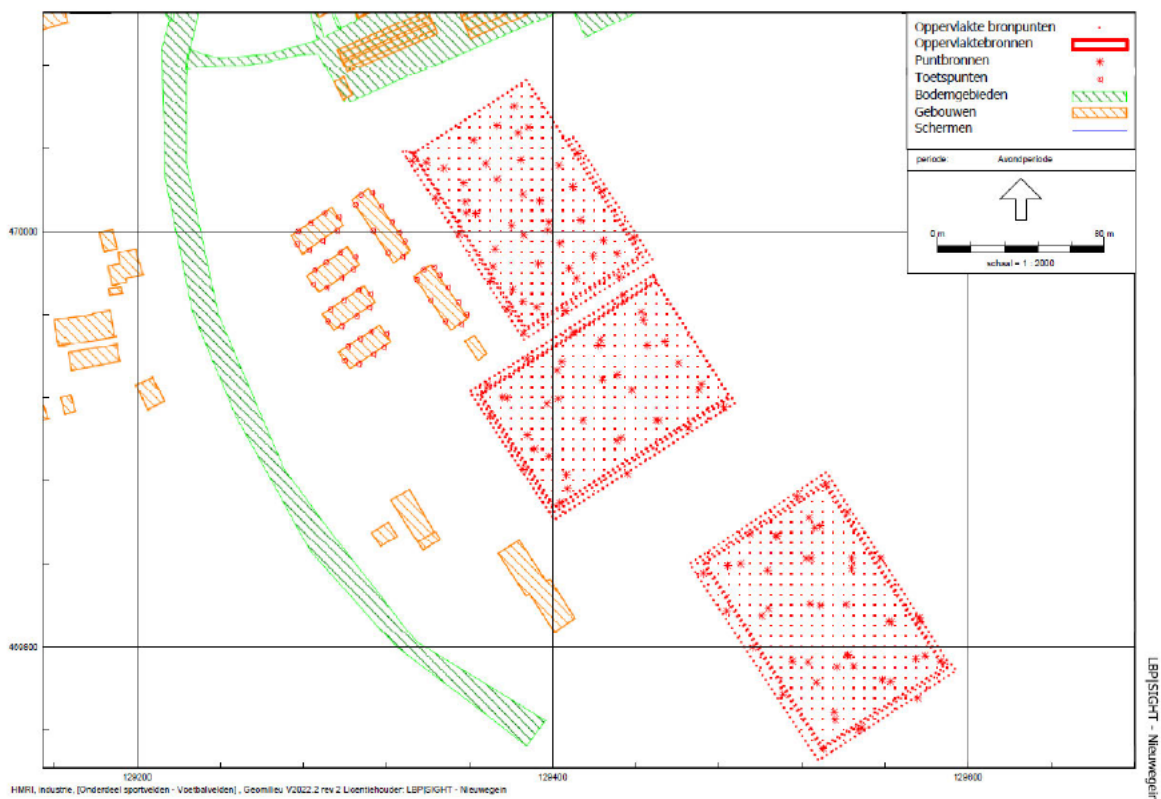 Oppervlakte bronpunten
Oppervlaktebronnen
Puntbronnen
Toetspunten
Bodemgebieden
Gebouwen
Schermen
periode: Avondperiode
0 m 80 m
schaal = 1 : 2000
470000
469800
129200 129400 129600
HMRI, industrie, [Onderdeel sportvelden - Voetbalvelden] , Geomilieu V2022.2 rev 2 Licentiehouder: LBP|SIGHT - Nieuwegein
LBP|SIGHT - Nieuwegein